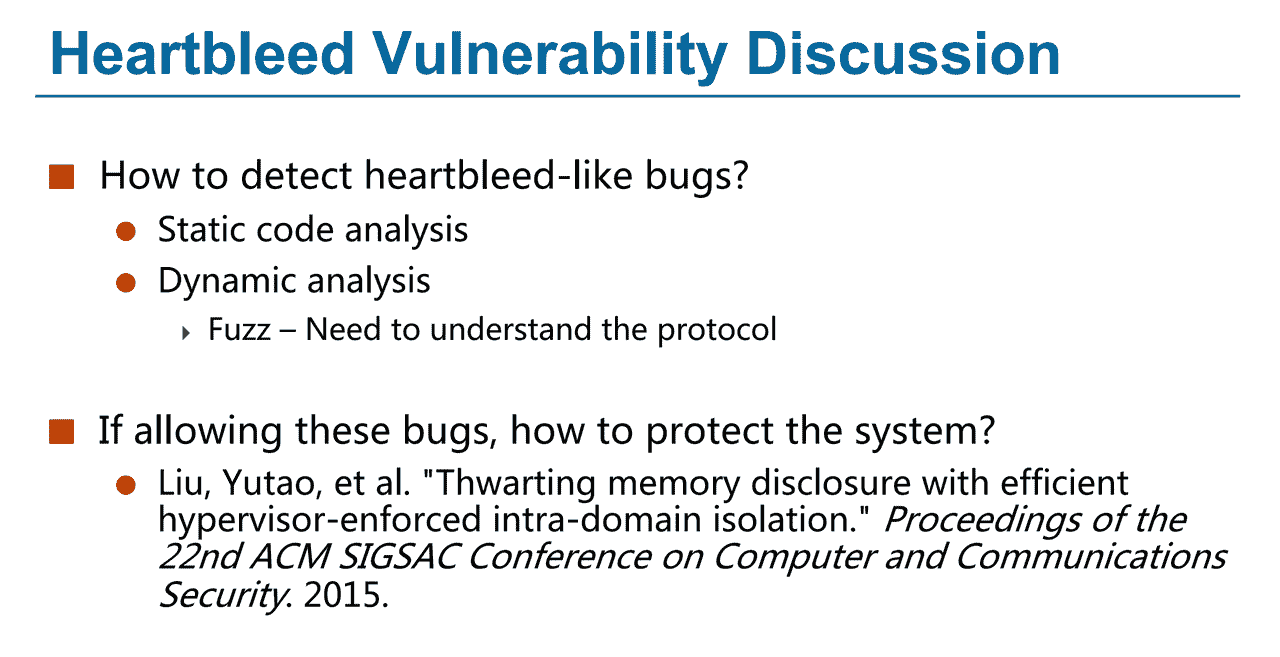 Heartbleed Vulnerability Discussion
How to detect heartbleed-like bugs?
Static code analysis
Dynamic analysis
Fuzz – Need to understand the protocol
If allowing these bugs, how to protect the system?
Liu, Yutao, et al. "Thwarting memory disclosure with efficient
hypervisor-enforced intra-domain isolation." Proceedings of the
22nd ACM SIGSAC Conference on Computer and Communications
Security. 2015.